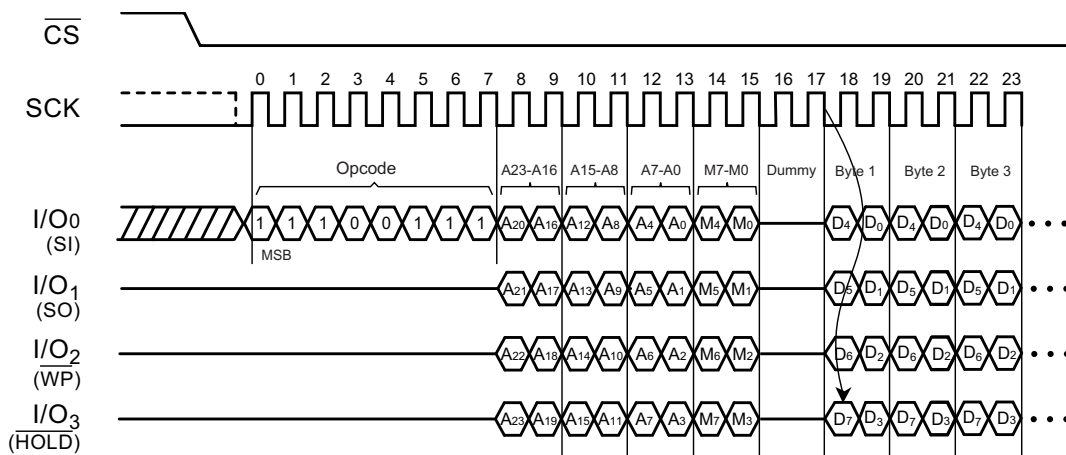 CS
0 1 2 3 4 5 6 7 8 9 10 11 12 13 14 15 16 17 18 19 20 21 22 23
SCK
Opcode A23-A16 A15-A8 A7-A0 M7-M0 Dummy Byte 1 Byte 2 Byte 3
I/O0 1 1 1 0 0 1 1 1 A20 A16 A12 A8 A4 A0 M4 M0 D4 D0 D4 D0 D4 D0
(SI)
MSB
I/O1 A21 A17 A13 A9 A5 A1 M5 M1 D5 D1 D5 D1 D5 D1
(SO)
I/O2 A22 A18 A14 A10 A6 A2 M6 M2 D6 D2 D6 D2 D6 D2
(WP)
I/O3 A23 A19 A15 A11 A7 A3 M7 M3 D7 D3 D7 D3 D7 D3
(HOLD)